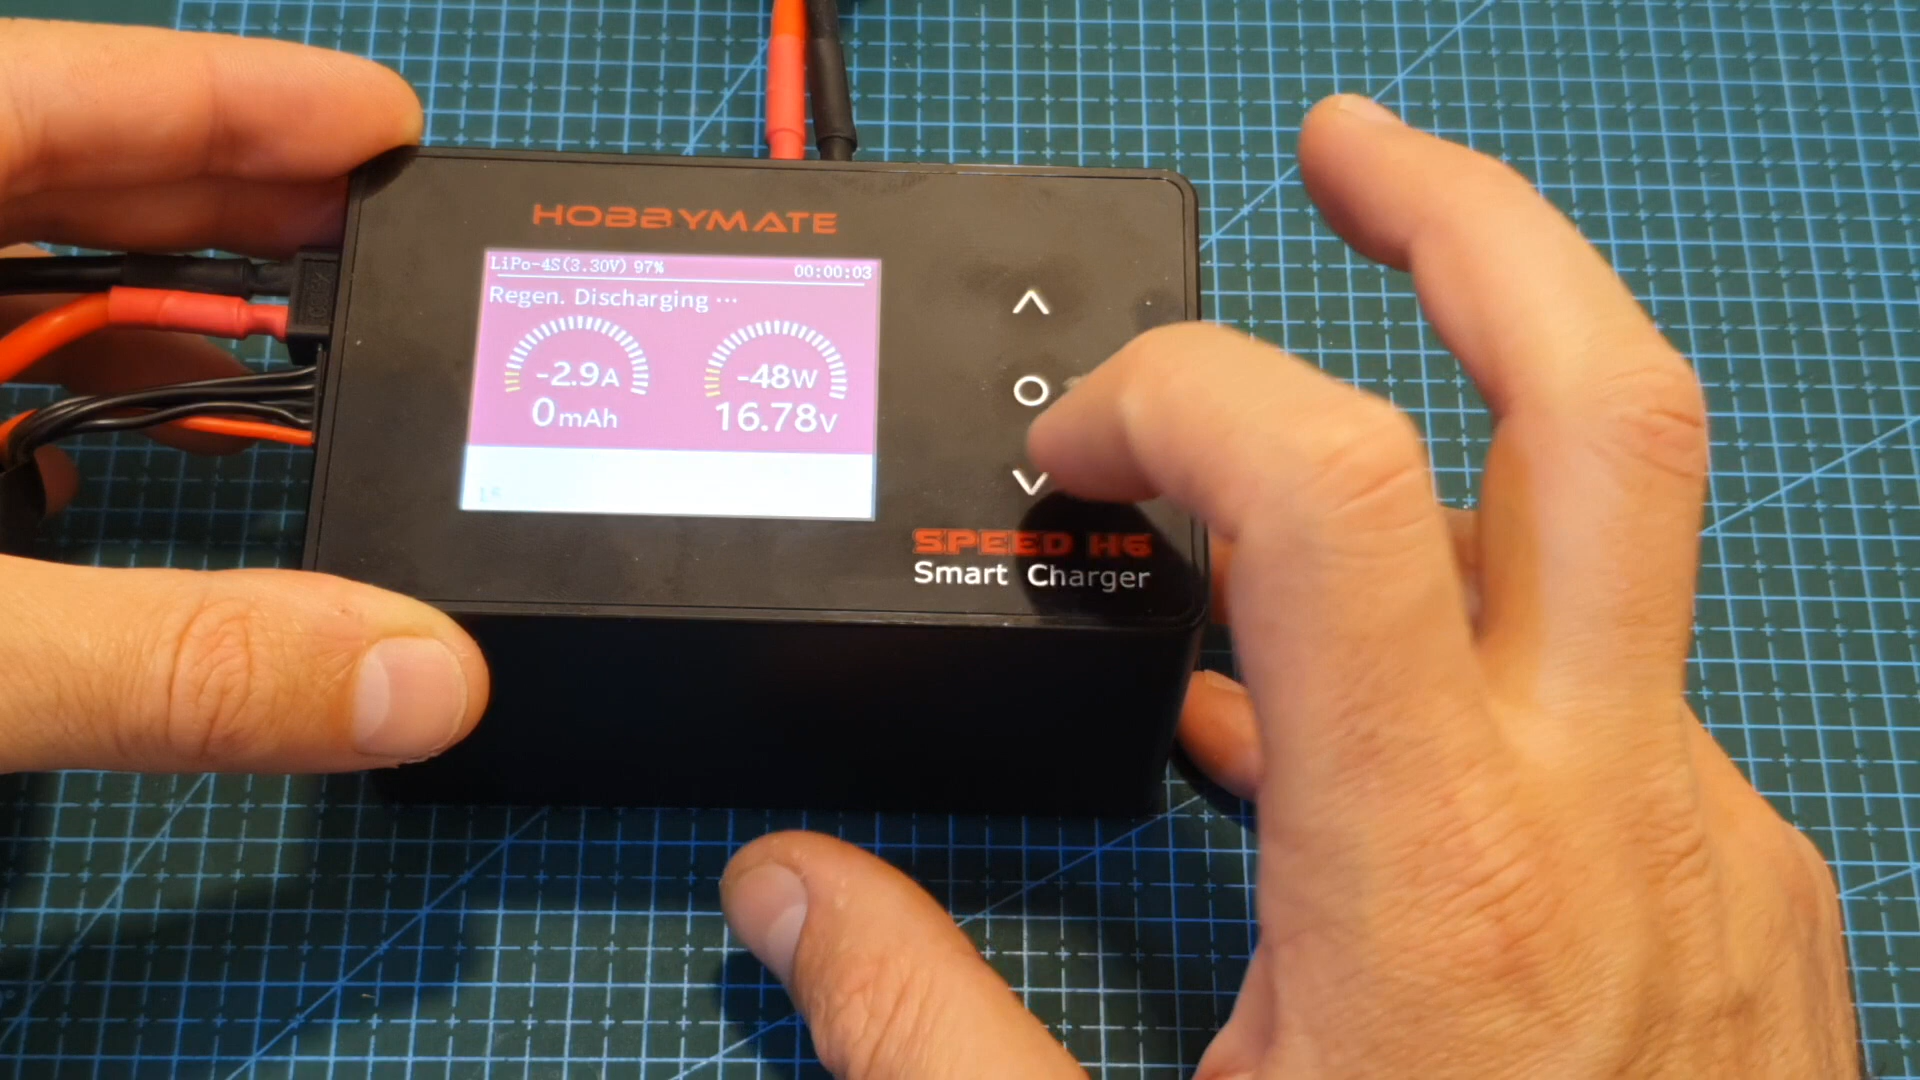 HOBBYMATE
LiPo-4S(3.30V) 97% 00:00:03
Regen. Discharging ···
-2.9A -48W
0mAh 16.78V
SPEED H6
Smart Charger